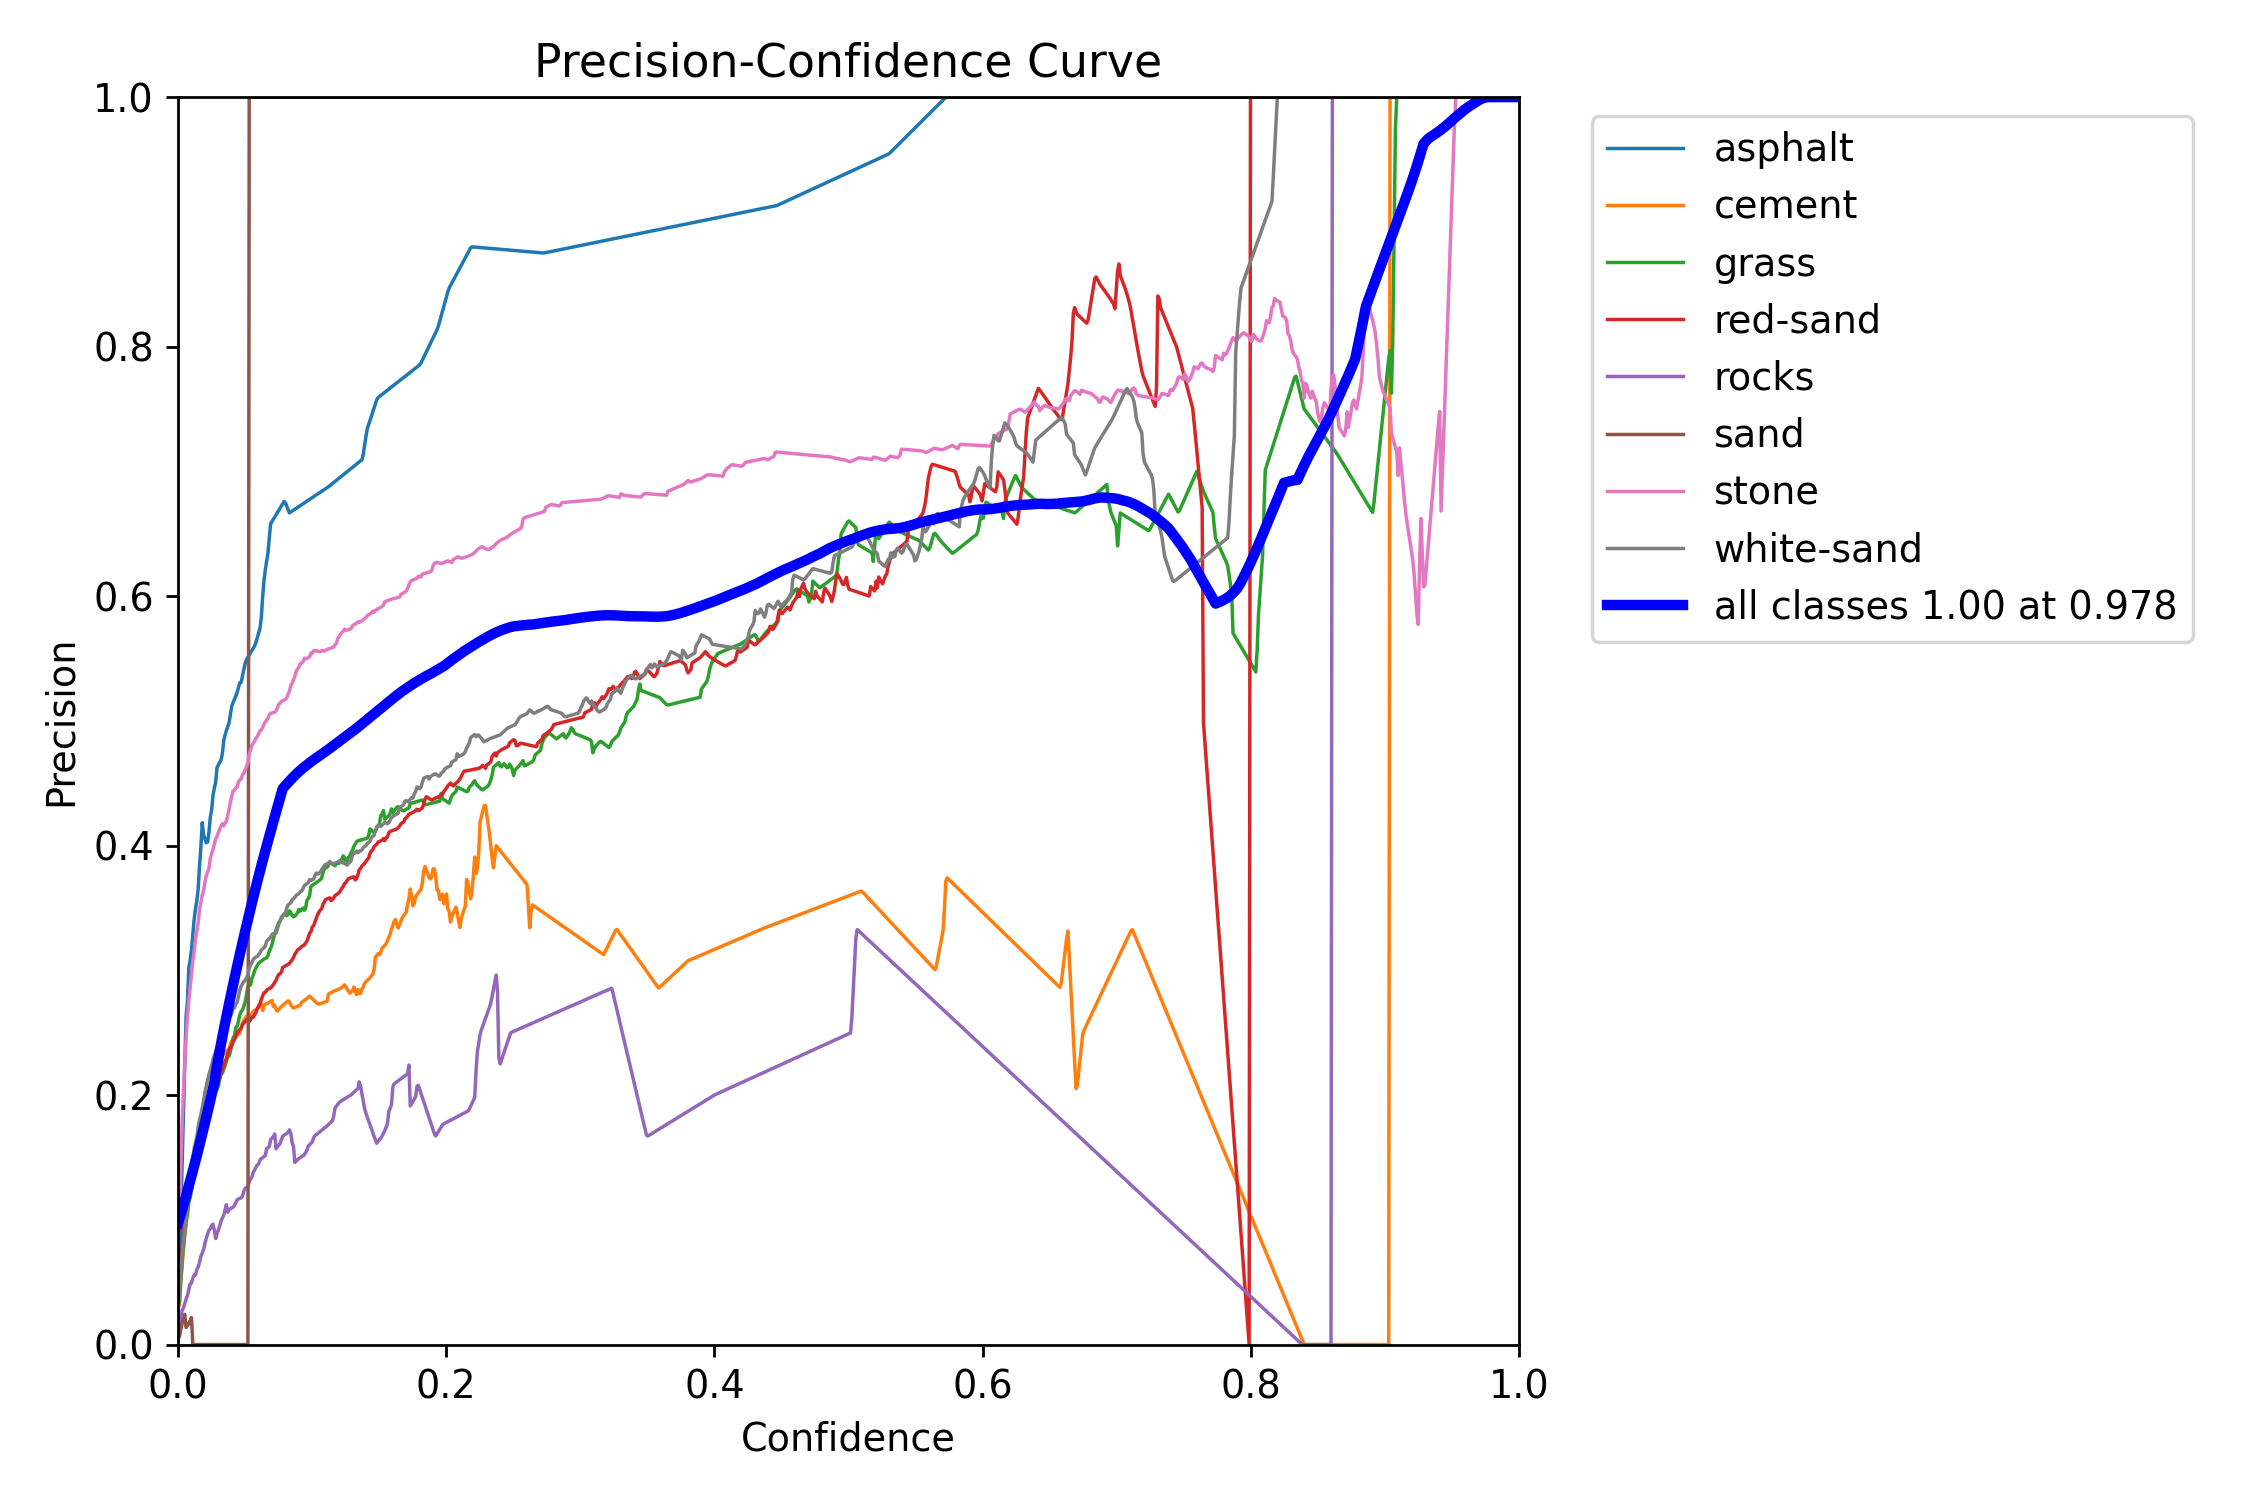 Precision-Confidence Curve
1.0
0.8
0.6
0.4
0.2
0.0
Precision
0.0 0.2 0.4 0.6 0.8 1.0
Confidence
asphalt
cement
grass
red-sand
rocks
sand
stone
white-sand
all classes 1.00 at 0.978